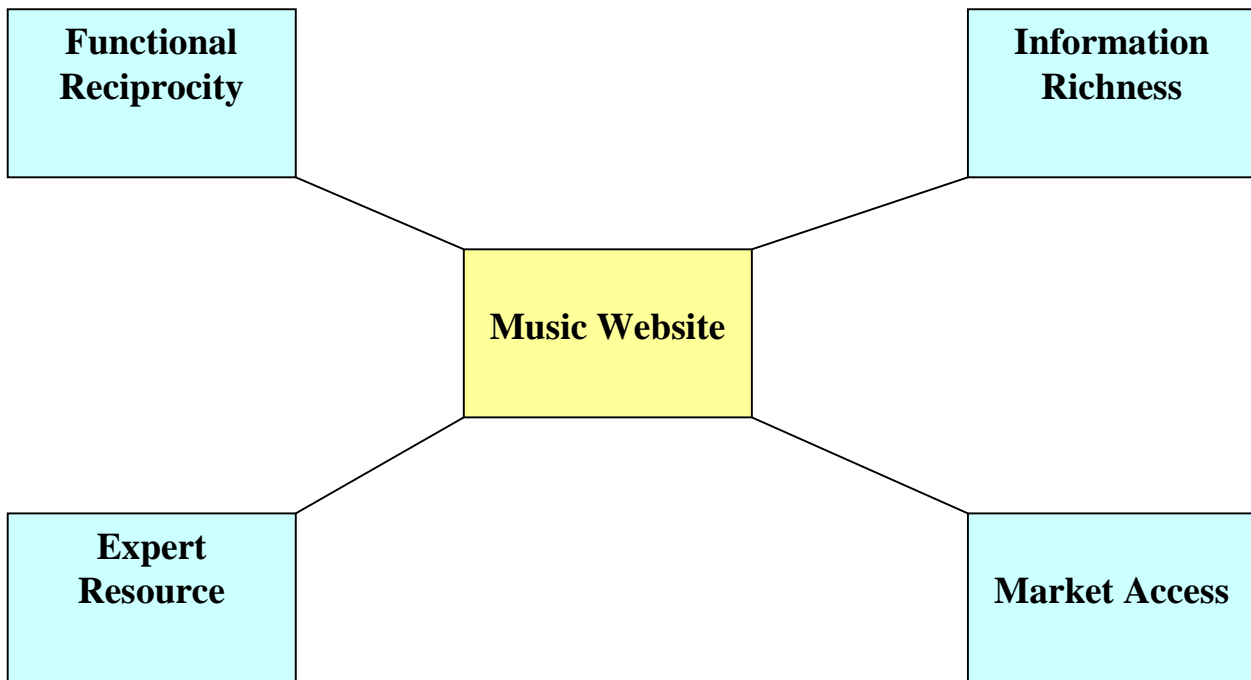 Functional
Reciprocity
Information
Richness
Music Website
Expert
Resource
Market Access